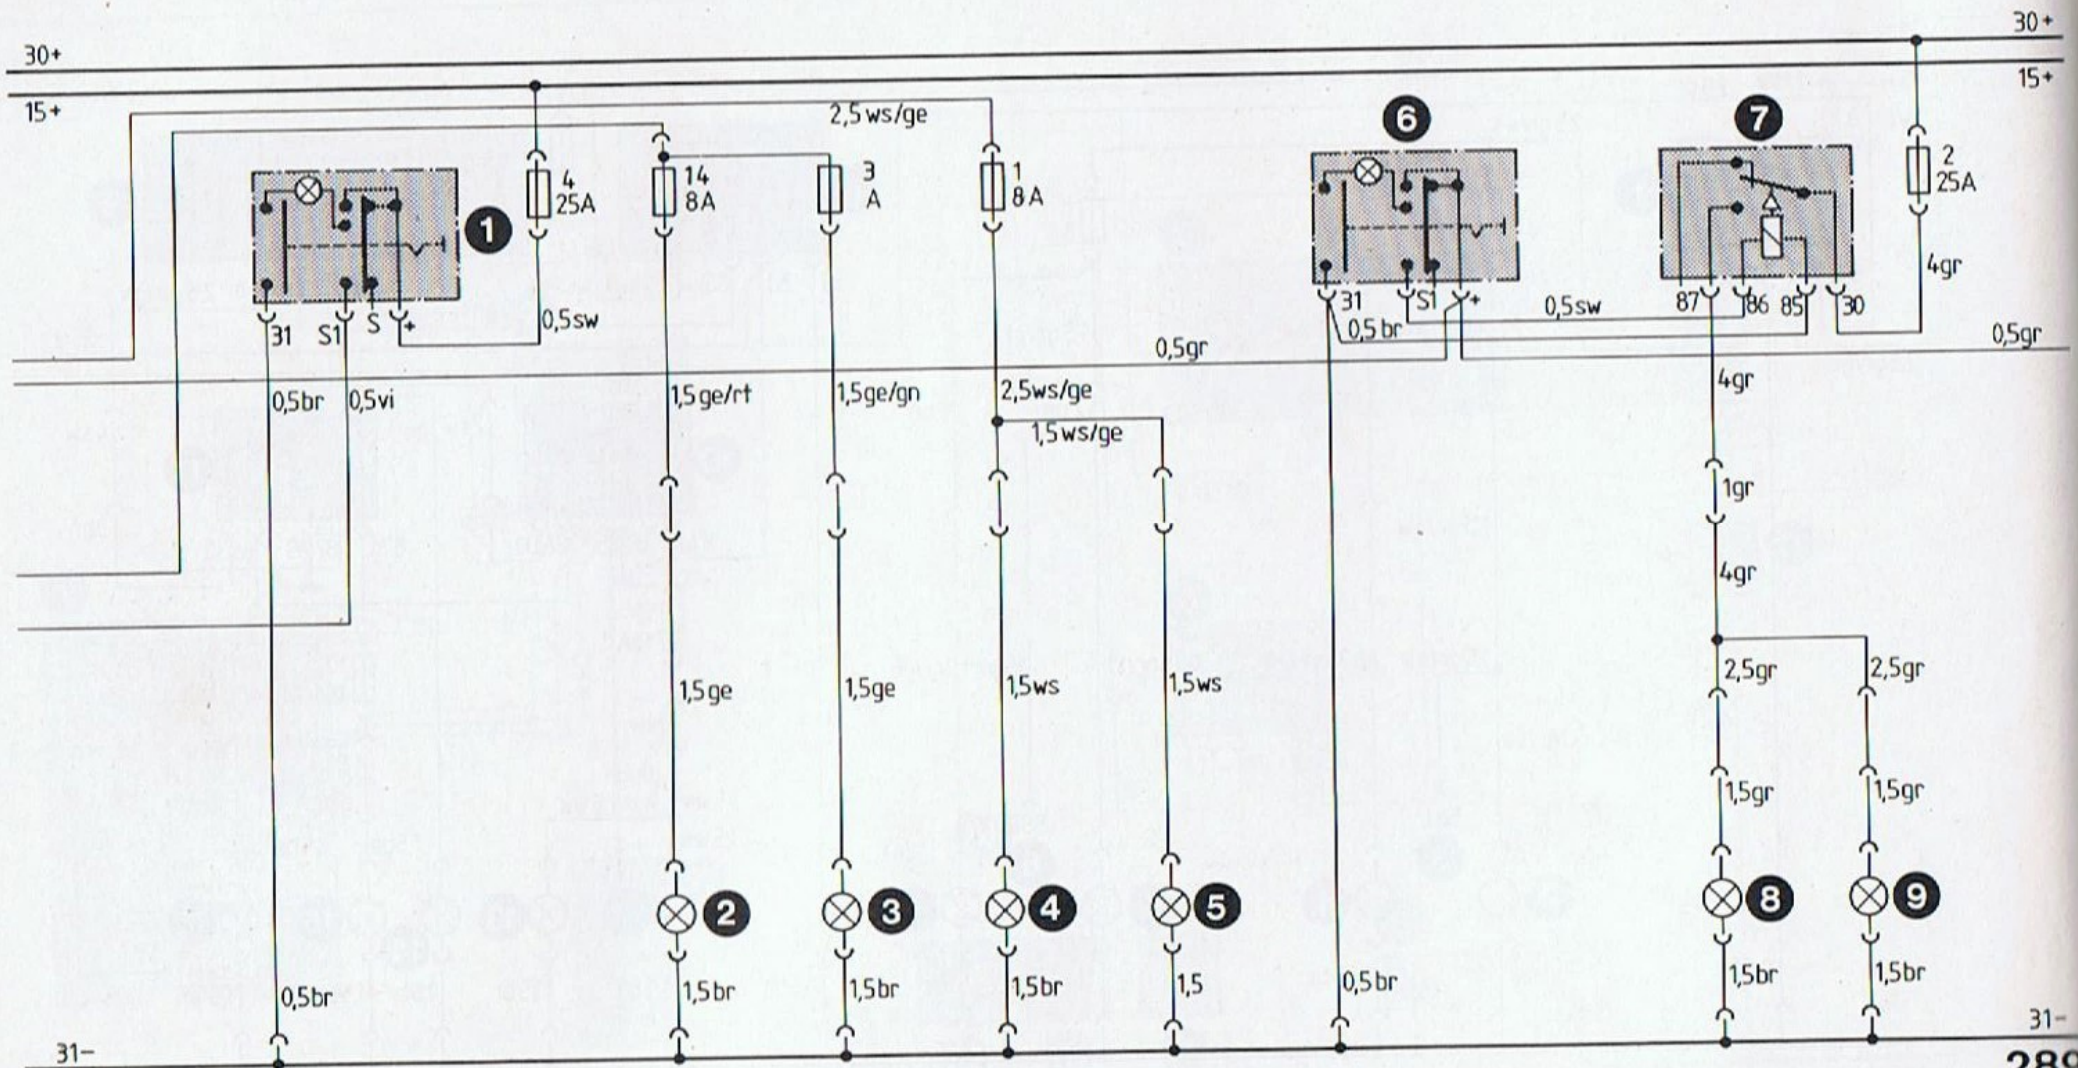 30+
30+
15+
15+
2,5 ws/ge
6
7
4
25A
14
8A
3
A
1
8A
2
25A
1
4gr
31
S1
S
+
0,5sw
31
S1
+
0,5br
0,5sw
87
86
85
30
0,5gr
0,5gr
0,5br
0,5vi
1,5ge/rt
1,5ge/gn
2,5ws/ge
1,5ws/ge
4gr
1gr
4gr
2,5gr
2,5gr
1,5ge
1,5ge
1,5ws
1,5ws
1,5gr
1,5gr
2
3
4
5
8
9
0,5br
1,5br
1,5br
1,5br
1,5
0,5br
1,5br
1,5br
31-
31-